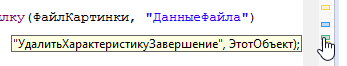 лку(ФайлКартинки, "ДанныеФайла")
"УдалитьХарактеристикуЗавершение", ЭтотОбъект);